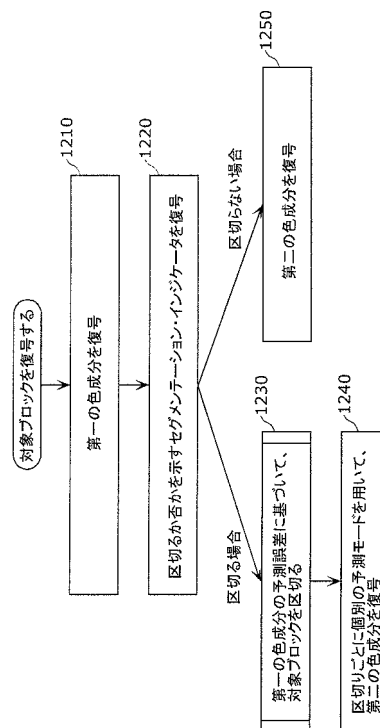 対象ブロックを復号する
1210
第一の色成分を復号
1220
区切るか否かを示すセグメンテーション・インジケータを復号
区切る場合
区切らない場合
1230
第一の色成分の予測誤差に基づいて、
対象ブロックを区切る
1250
第二の色成分を復号
1240
区切りごとに個別の予測モードを用いて、
第二の色成分を復号